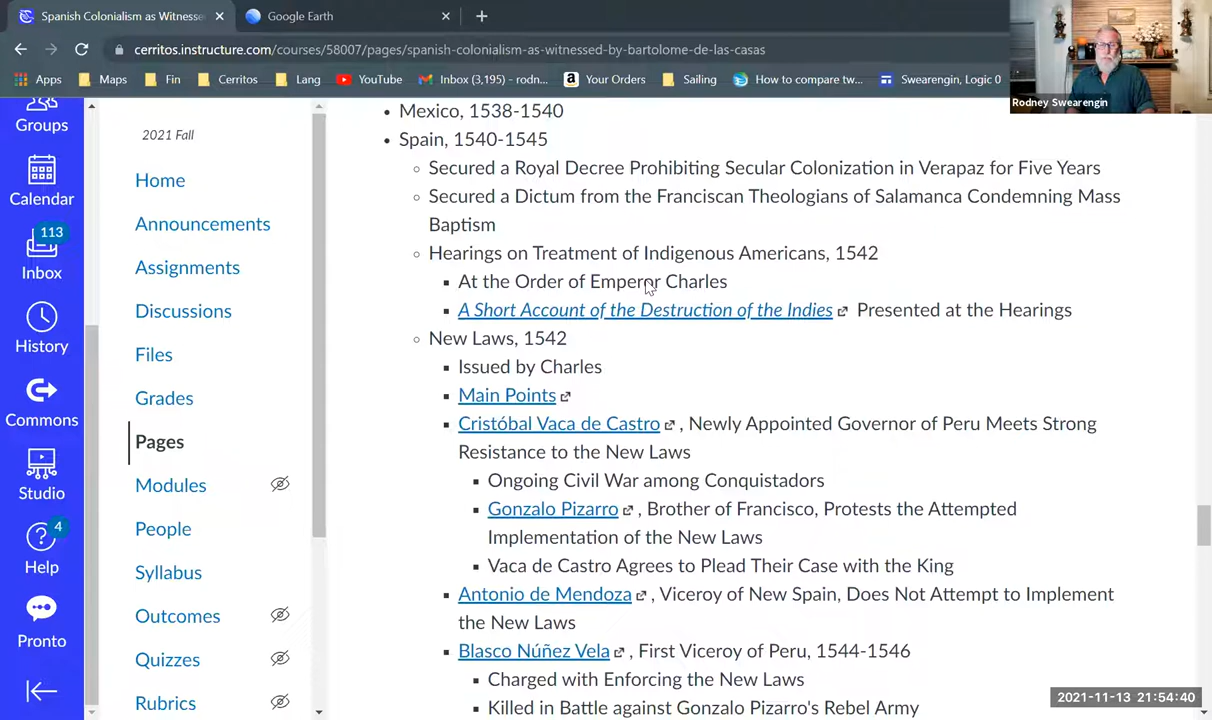 Spanish Colonialism as Witnesse
Google Earth
cerritos.instructure.com/courses/58007/pages/spanish-colonialism-as-witnessed-by-bartolome-de-las-casas
Apps
Maps
Fin
Cerritos
Lang
YouTube
Inbox (3,195) - rodn...
Your Orders
Sailing
How to compare tw...
Swearengin, Logic 0
Rodney Swearengin
Groups
Calendar
113
Inbox
History
Commons
Studio
4
Help
Pronto
2021 Fall
Home
Announcements
Assignments
Discussions
Files
Grades
Pages
Modules
People
Syllabus
Outcomes
Quizzes
Rubrics
• Mexico, 1538-1540
• Spain, 1540-1545
◦ Secured a Royal Decree Prohibiting Secular Colonization in Verapaz for Five Years
◦ Secured a Dictum from the Franciscan Theologians of Salamanca Condemning Mass
Baptism
◦ Hearings on Treatment of Indigenous Americans, 1542
▪ At the Order of Emperor Charles
▪ A Short Account of the Destruction of the Indies Presented at the Hearings
◦ New Laws, 1542
▪ Issued by Charles
▪ Main Points
▪ Cristóbal Vaca de Castro , Newly Appointed Governor of Peru Meets Strong
Resistance to the New Laws
▪ Ongoing Civil War among Conquistadors
▪ Gonzalo Pizarro , Brother of Francisco, Protests the Attempted
Implementation of the New Laws
▪ Vaca de Castro Agrees to Plead Their Case with the King
▪ Antonio de Mendoza , Viceroy of New Spain, Does Not Attempt to Implement
the New Laws
▪ Blasco Núñez Vela , First Viceroy of Peru, 1544-1546
▪ Charged with Enforcing the New Laws
▪ Killed in Battle against Gonzalo Pizarro's Rebel Army
2021-11-13 21:54:40